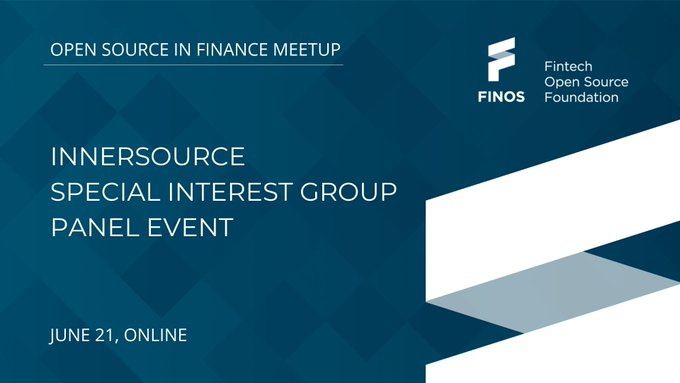 OPEN SOURCE IN FINANCE MEETUP
FINOS
Fintech
Open Source
Foundation
INNERSOURCE
SPECIAL INTEREST GROUP
PANEL EVENT
JUNE 21, ONLINE